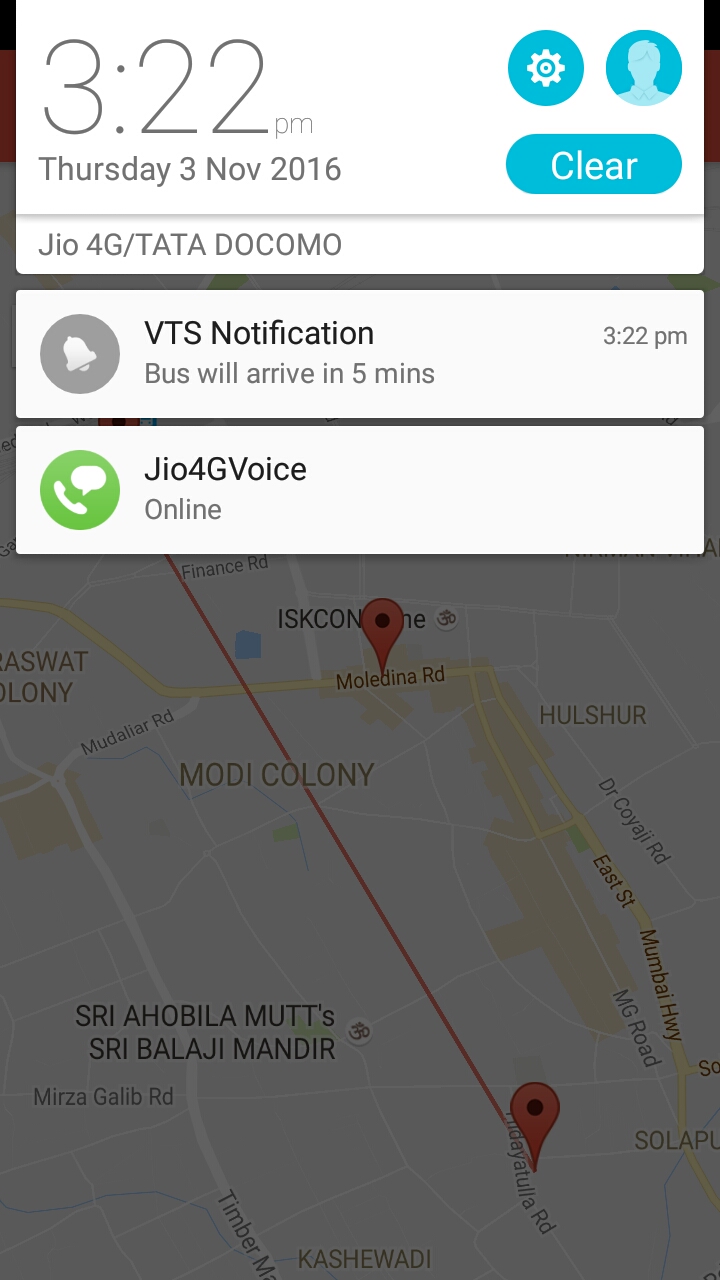 3:22 pm
Thursday 3 Nov 2016
Clear
Jio 4G/TATA DOCOMO
VTS Notification
3:22 pm
Bus will arrive in 5 mins
Jio4GVoice
Online
Finance Rd
ISKCON
ne
RASWAT
OLONY
Moledina Rd
Mudaliar Rd
HULSHUR
MODI COLONY
Dr Coyaji Rd
East St
Mumbai Hwy
MG Road
SRI AHOBILA MUTT's
SRI BALAJI MANDIR
So
Mirza Galib Rd
Hidayatulla Rd
SOLAPU
Timber Ma
KASHEWADI